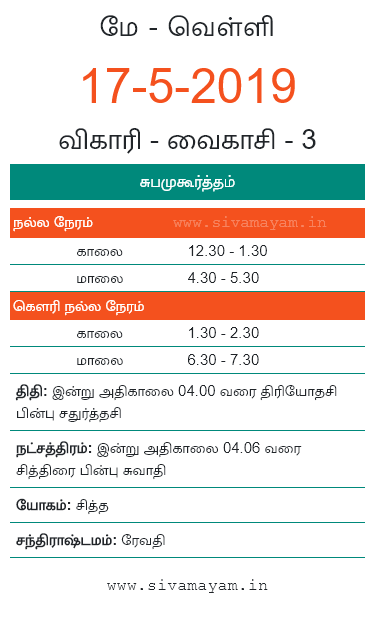 மே - வெள்ளி
17-5-2019
விகாரி - வைகாசி - 3
சுபமுகூர்த்தம்
நல்ல நேரம் www.sivamayam.in
காலை 12.30 - 1.30
மாலை 4.30 - 5.30
கௌரி நல்ல நேரம்
காலை 1.30 - 2.30
மாலை 6.30 - 7.30
திதி: இன்று அதிகாலை 04.00 வரை திரியோதசி
பின்பு சதுர்த்தசி
நட்சத்திரம்: இன்று அதிகாலை 04.06 வரை
சித்திரை பின்பு சுவாதி
யோகம்: சித்த
சந்திராஷ்டமம்: ரேவதி
www.sivamayam.in